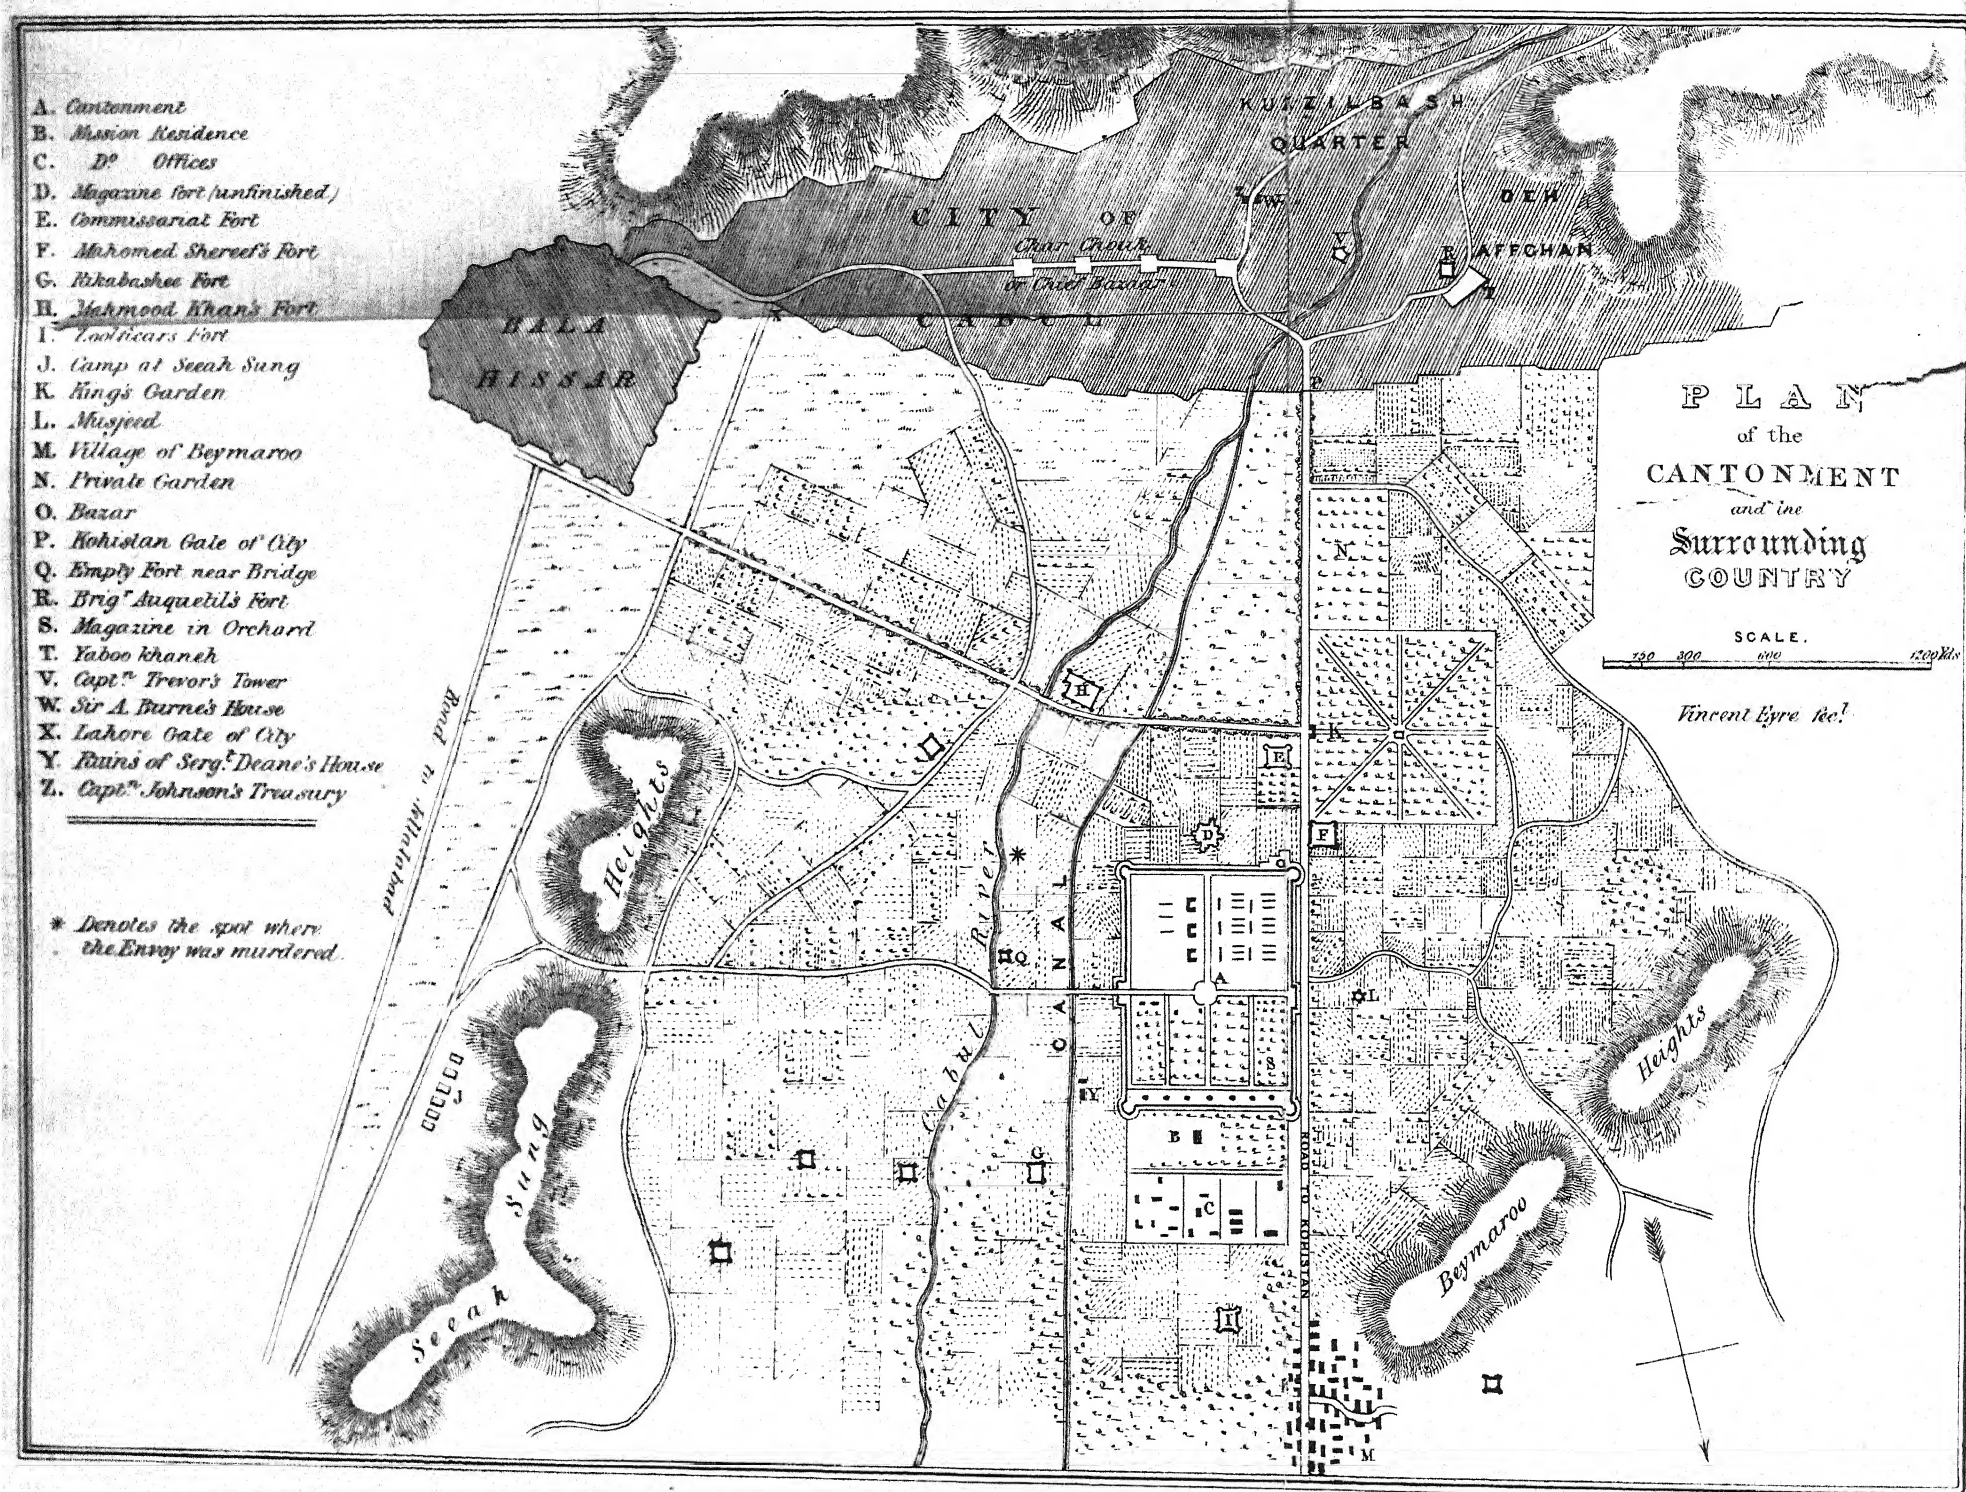 A. Cantonment
B. Mission Residence
C. Do Offices
D. Magazine fort (unfinished)
E. Commissariat Fort
F. Mahomed Shereef's Fort
G. Rikabashee Fort
H. Mahmood Khan's Fort
I. Zoolficars Fort
J. Camp at Seeah Sung
K. King's Garden
L. Musjeed
M. Village of Beymaroo
N. Private Garden
O. Bazar
P. Kohistan Gate of City
Q. Empty Fort near Bridge
R. Brigr Anquetil's Fort
S. Magazine in Orchard
T. Yaboo khaneh
V. Captn Trevor's Tower
W. Sir A. Burne's House
X. Lahore Gate of City
Y. Ruins of Sergt Deane's House
Z. Captn Johnson's Treasury
* Denotes the spot where
the Envoy was murdered.
KUZZILBASH
QUARTER
DEH
AFFGHAN
CITY OF
CABUL
Char Chouk
or Chief Bazaar
BALA
HISSAR
PLAN
of the
CANTONMENT
and the
Surrounding
COUNTRY
SCALE.
150 300 600 1200 Yds
Vincent Eyre fect
Road to Jellalabad
Heights
Seeah Sung
Cabul River
CANAL
ROAD TO KOHISTAN
Heights
Beymaroo
Z
W
V
R
T
X
P
N
H
K
E
D
F
O
Q
A
L
S
Y
J
B
G
C
I
M